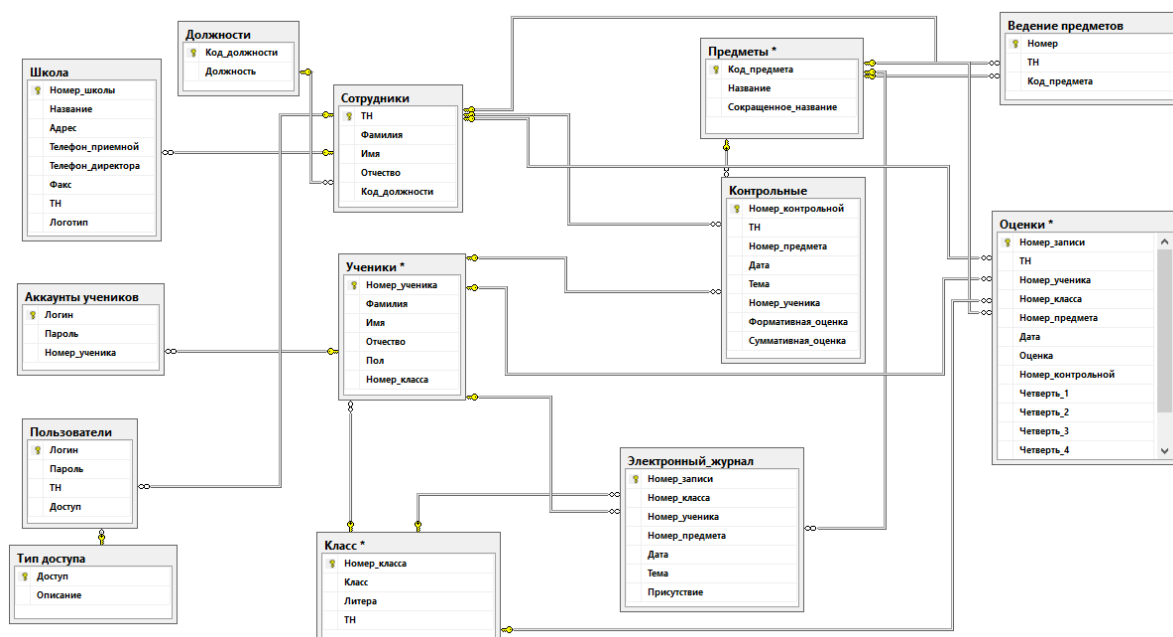 Должности
Код_должности
Должность
Школа
Номер_школы
Название
Адрес
Телефон_приемной
Телефон_директора
Факс
ТН
Логотип
Сотрудники
ТН
Фамилия
Имя
Отчество
Код_должности
Предметы *
Код_предмета
Название
Сокращенное_название
Ведение предметов
Номер
ТН
Код_предмета
Контрольные
Номер_контрольной
ТН
Номер_предмета
Дата
Тема
Номер_ученика
Формативная_оценка
Суммативная_оценка
Оценки *
Номер_записи
ТН
Номер_ученика
Номер_класса
Номер_предмета
Дата
Оценка
Номер_контрольной
Четверть_1
Четверть_2
Четверть_3
Четверть_4
Ученики *
Номер_ученика
Фамилия
Имя
Отчество
Пол
Номер_класса
Аккаунты учеников
Логин
Пароль
Номер_ученика
Пользователи
Логин
Пароль
ТН
Доступ
Тип доступа
Доступ
Описание
Класс *
Номер_класса
Класс
Литера
ТН
Электронный_журнал
Номер_записи
Номер_класса
Номер_ученика
Номер_предмета
Дата
Тема
Присутствие